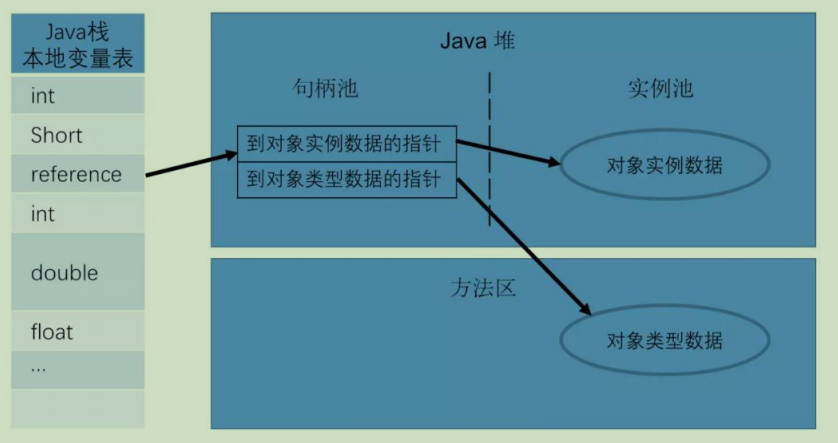 Java栈
本地变量表
int
Short
reference
int
double
float
...
Java 堆
句柄池
实例池
到对象实例数据的指针
到对象类型数据的指针
对象实例数据
方法区
对象类型数据